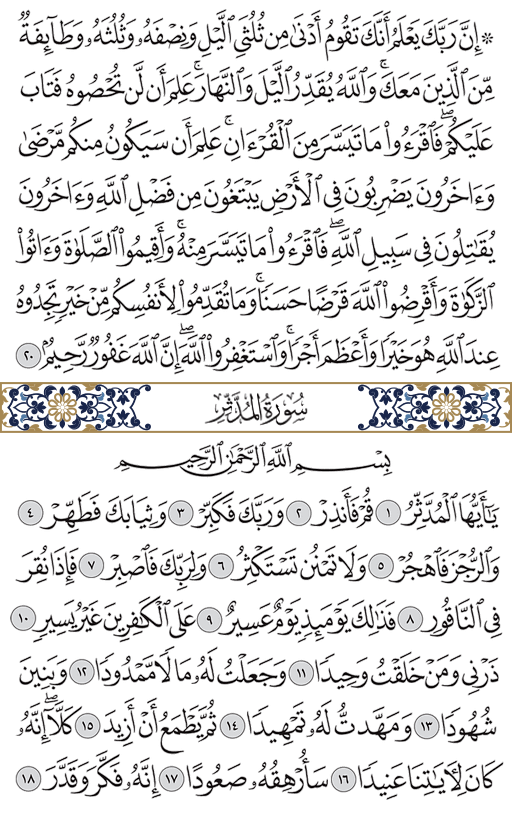 ۞ إِنَّ رَبَّكَ يَعْلَمُ أَنَّكَ تَقُومُ أَدْنَىٰ مِن ثُلُثَيِ ٱلَّيْلِ وَنِصْفَهُۥ وَثُلُثَهُۥ وَطَآئِفَةٌ
مِّنَ ٱلَّذِينَ مَعَكَۚ وَٱللَّهُ يُقَدِّرُ ٱلَّيْلَ وَٱلنَّهَارَۚ عَلِمَ أَن لَّن تُحْصُوهُ فَتَابَ
عَلَيْكُمْۖ فَٱقْرَءُوا۟ مَا تَيَسَّرَ مِنَ ٱلْقُرْءَانِۚ عَلِمَ أَن سَيَكُونُ مِنكُم مَّرْضَىٰ
وَءَاخَرُونَ يَضْرِبُونَ فِى ٱلْأَرْضِ يَبْتَغُونَ مِن فَضْلِ ٱللَّهِ وَءَاخَرُونَ
يُقَٰتِلُونَ فِى سَبِيلِ ٱللَّهِۖ فَٱقْرَءُوا۟ مَا تَيَسَّرَ مِنْهُۚ وَأَقِيمُوا۟ ٱلصَّلَوٰةَ وَءَاتُوا۟
ٱلزَّكَوٰةَ وَأَقْرِضُوا۟ ٱللَّهَ قَرْضًا حَسَنًاۚ وَمَا تُقَدِّمُوا۟ لِأَنفُسِكُم مِّنْ خَيْرٍ تَجِدُوهُ
عِندَ ٱللَّهِ هُوَ خَيْرًا وَأَعْظَمَ أَجْرًاۚ وَٱسْتَغْفِرُوا۟ ٱللَّهَۖ إِنَّ ٱللَّهَ غَفُورٌ رَّحِيمٌۢ ٢٠
سُورَةُ المُدَّثِّرِ
بِسْمِ ٱللَّهِ ٱلرَّحْمَٰنِ ٱلرَّحِيمِ
يَٰٓأَيُّهَا ٱلْمُدَّثِّرُ ١ قُمْ فَأَنذِرْ ٢ وَرَبَّكَ فَكَبِّرْ ٣ وَثِيَابَكَ فَطَهِّرْ ٤
وَٱلرُّجْزَ فَٱهْجُرْ ٥ وَلَا تَمْنُن تَسْتَكْثِرُ ٦ وَلِرَبِّكَ فَٱصْبِرْ ٧ فَإِذَا نُقِرَ
فِى ٱلنَّاقُورِ ٨ فَذَٰلِكَ يَوْمَئِذٍ يَوْمٌ عَسِيرٌ ٩ عَلَى ٱلْكَٰفِرِينَ غَيْرُ يَسِيرٍ ١٠
ذَرْنِى وَمَنْ خَلَقْتُ وَحِيدًا ١١ وَجَعَلْتُ لَهُۥ مَالًا مَّمْدُودًا ١٢ وَبَنِينَ
شُهُودًا ١٣ وَمَهَّدتُّ لَهُۥ تَمْهِيدًا ١٤ ثُمَّ يَطْمَعُ أَنْ أَزِيدَ ١٥ كَلَّآۖ إِنَّهُۥ
كَانَ لِءَايَٰتِنَا عَنِيدًا ١٦ سَأُرْهِقُهُۥ صَعُودًا ١٧ إِنَّهُۥ فَكَّرَ وَقَدَّرَ ١٨